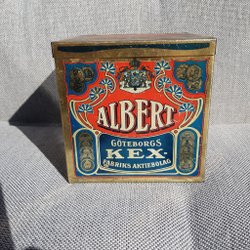 ALBERT
GÖTEBORGS
KEX-
FABRIKS AKTIEBOLAG